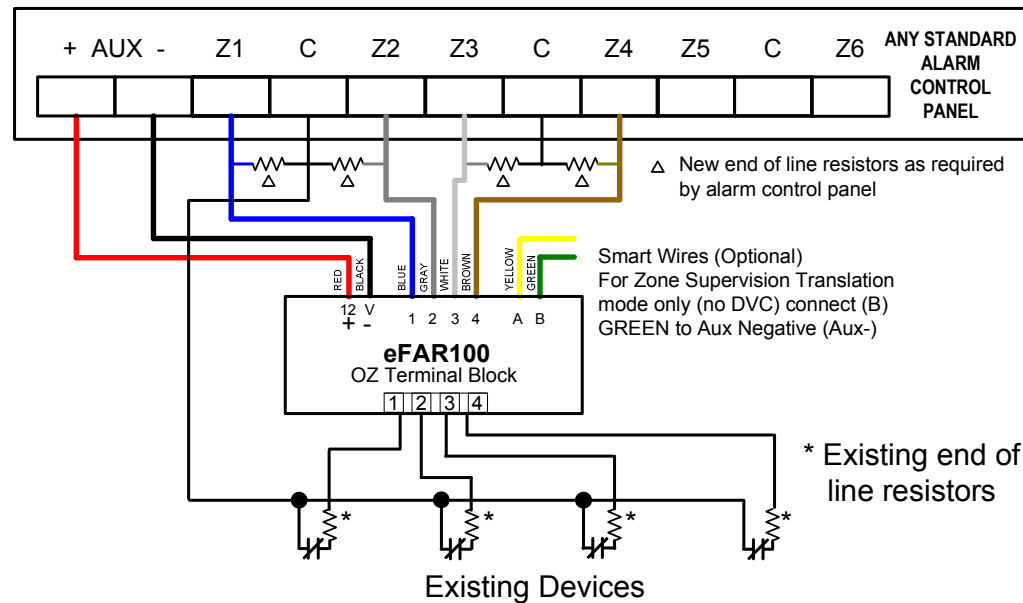 + AUX - Z1 C Z2 Z3 C Z4 Z5 C Z6
ANY STANDARD
ALARM
CONTROL
PANEL
△ △ △ △
△ New end of line resistors as required
by alarm control panel
RED BLACK BLUE GRAY WHITE BROWN YELLOW GREEN
Smart Wires (Optional)
For Zone Supervision Translation
mode only (no DVC) connect (B)
GREEN to Aux Negative (Aux-)
12 V 1 2 3 4 A B
+ -
eFAR100
OZ Terminal Block
1 2 3 4
* Existing end of
line resistors
* * * *
Existing Devices